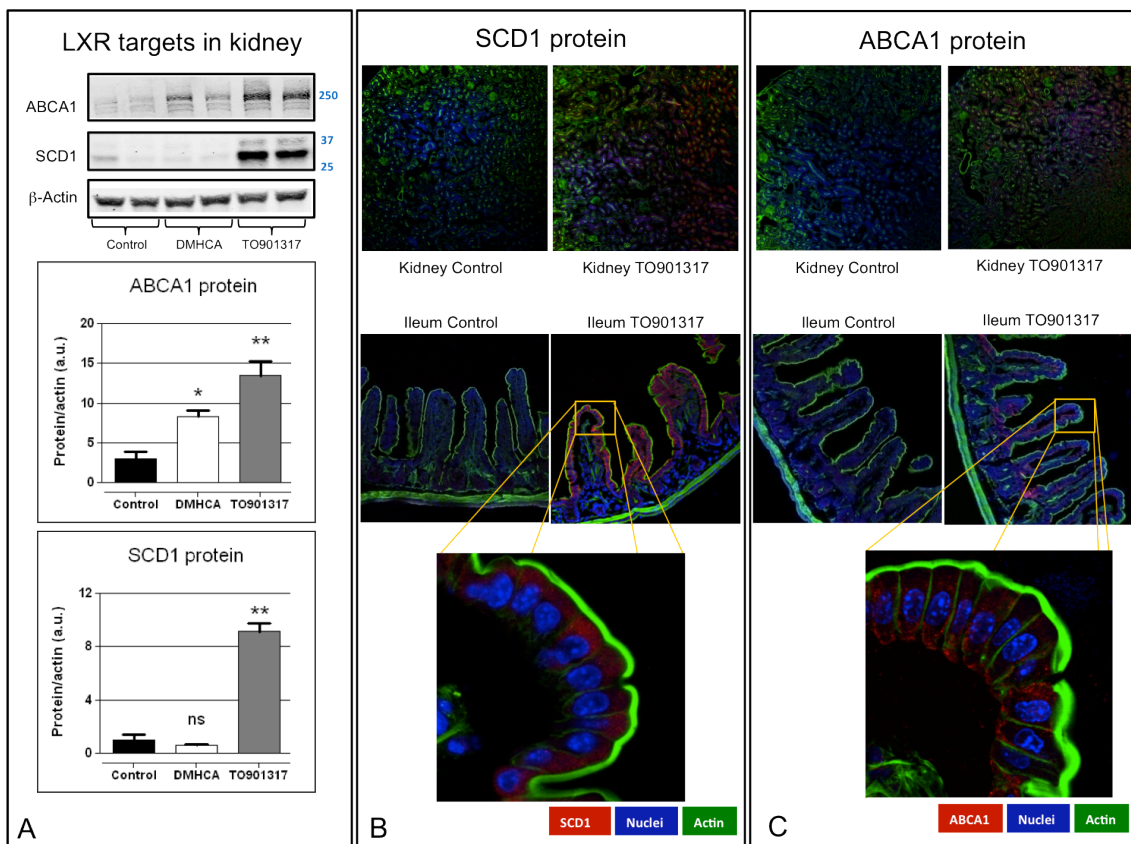 LXR targets in kidney
ABCA1
250
SCD1
37
25
β-Actin
Control DMHCA TO901317
ABCA1 protein
Protein/actin (a.u.)
20
15
10
5
0
*
**
Control DMHCA TO901317
SCD1 protein
Protein/actin (a.u.)
12
8
4
0
ns
**
Control DMHCA TO901317
A
SCD1 protein
Kidney Control Kidney TO901317
Ileum Control Ileum TO901317
B
SCD1 Nuclei Actin
ABCA1 protein
Kidney Control Kidney TO901317
Ileum Control Ileum TO901317
C
ABCA1 Nuclei Actin